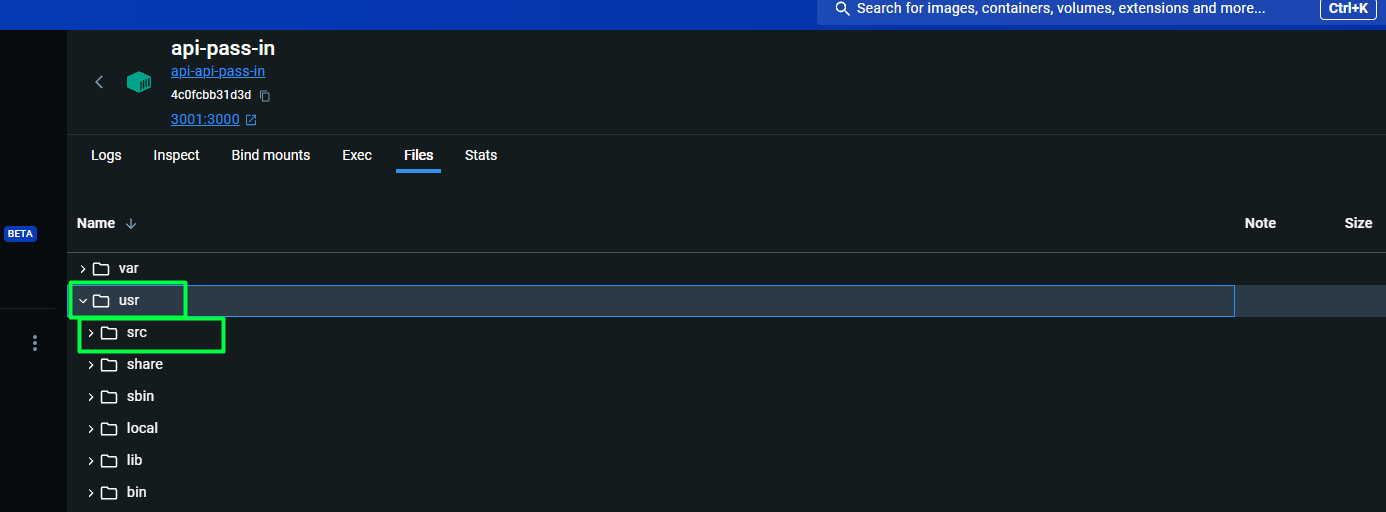 Search for images, containers, volumes, extensions and more... Ctrl+K
api-pass-in
api-api-pass-in
4c0fcbb31d3d
3001:3000
Logs Inspect Bind mounts Exec Files Stats
Name Note Size
BETA
var
usr
src
share
sbin
local
lib
bin